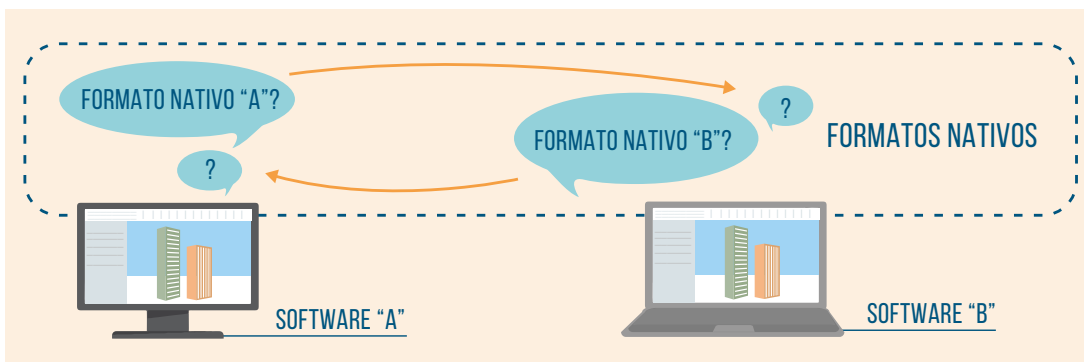 FORMATO NATIVO “A”?
?
FORMATO NATIVO “B”?
?
FORMATOS NATIVOS
SOFTWARE “A”
SOFTWARE “B”